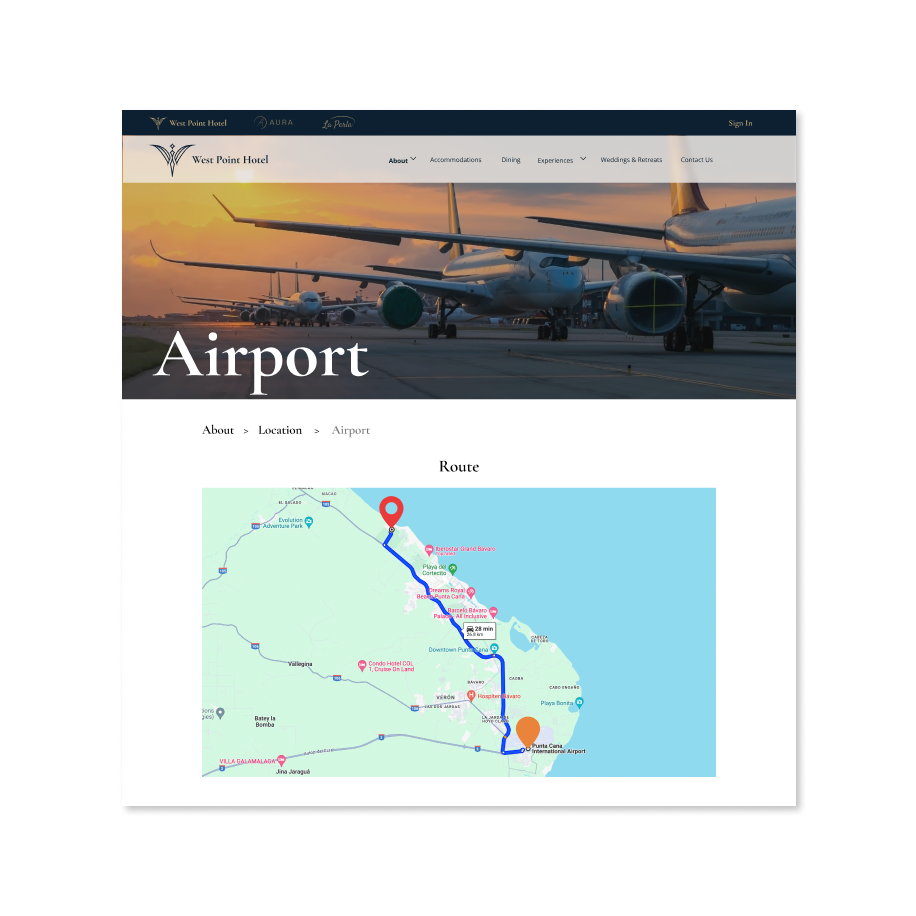 West Point Hotel
AURA
La Perla
Sign In
West Point Hotel
About
Accommodations
Dining
Experiences
Weddings & Retreats
Contact Us
Airport
About > Location > Airport
Route
MACAO
EL SALADO
Evolution
Adventure Park
Iberostar Grand Bávaro
Playa del
Cortecito
Dreams Royal
Beach Punta Cana
Barceló Bávaro
Palace - All Inclusive
28 min
26.8 km
CABEZA
DE TORO
Downtown Punta Cana
Vallegina
Condo Hotel COL
1, Cruise On Land
BÁVARO
CAOBA
CABO ENGAÑO
VERÓN
Hospiten Bávaro
Playa Bonita
Batey la
Bomba
Punta Cana
International Airport
VILLA GALAMALAGA
Jina Jaraguá